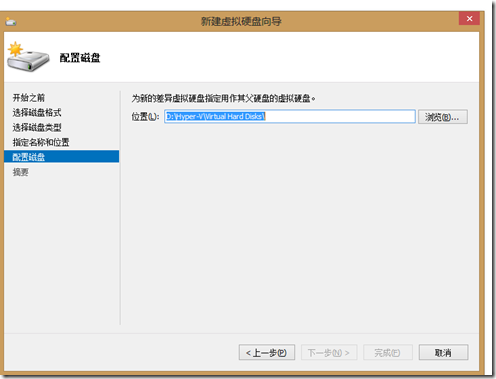 新建虚拟硬盘向导
配置磁盘
开始之前
选择磁盘格式
选择磁盘类型
指定名称和位置
配置磁盘
摘要
为新的差异虚拟硬盘指定用作其父硬盘的虚拟硬盘。
位置(L): D:\Hyper-V\Virtual Hard Disks\ 浏览(B)...
< 上一步(P) 下一步(N) > 完成(F) 取消